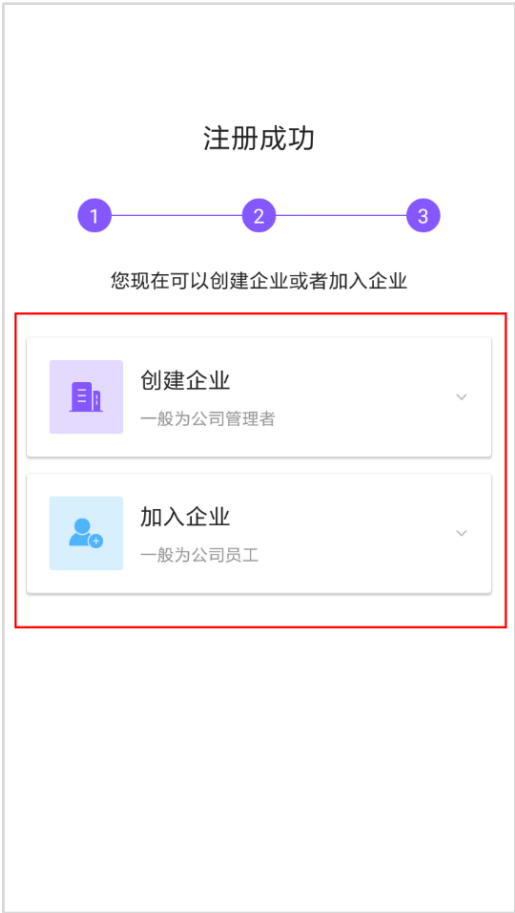 注册成功
1 2 3
您现在可以创建企业或者加入企业
创建企业
一般为公司管理者
加入企业
一般为公司员工